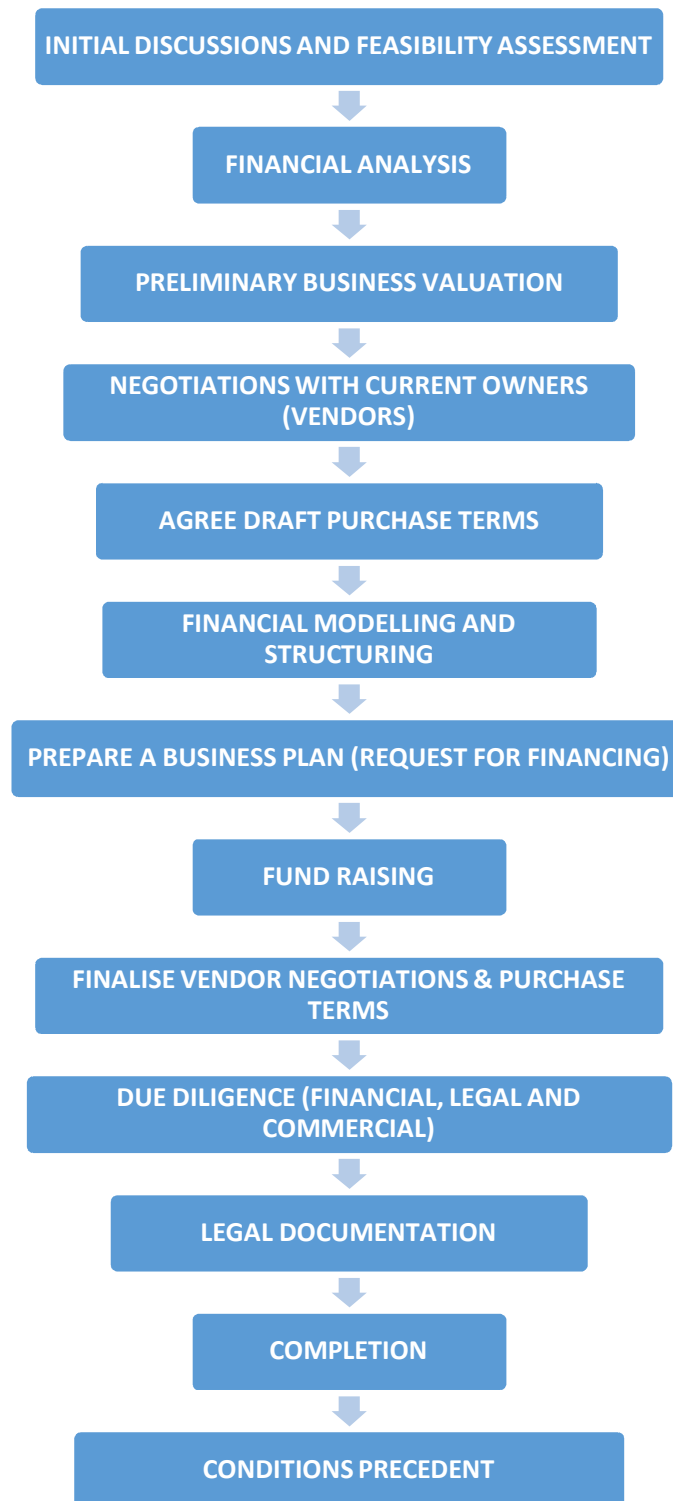 INITIAL DISCUSSIONS AND FEASIBILITY ASSESSMENT
FINANCIAL ANALYSIS
PRELIMINARY BUSINESS VALUATION
NEGOTIATIONS WITH CURRENT OWNERS
(VENDORS)
AGREE DRAFT PURCHASE TERMS
FINANCIAL MODELLING AND
STRUCTURING
PREPARE A BUSINESS PLAN (REQUEST FOR FINANCING)
FUND RAISING
FINALISE VENDOR NEGOTIATIONS & PURCHASE
TERMS
DUE DILIGENCE (FINANCIAL, LEGAL AND
COMMERCIAL)
LEGAL DOCUMENTATION
COMPLETION
CONDITIONS PRECEDENT